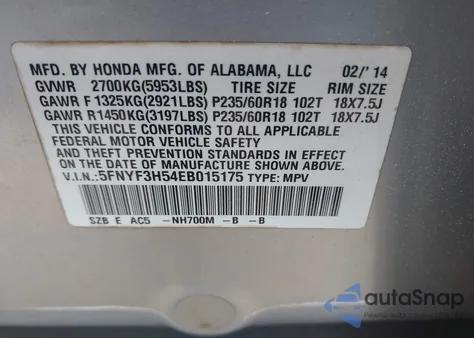 MFD. BY HONDA MFG. OF ALABAMA, LLC 02/'14
GVWR 2700KG(5953LBS) TIRE SIZE RIM SIZE
GAWR F 1325KG(2921LBS) P235/60R18 102T 18X7.5J
GAWR R1450KG(3197LBS) P235/60R18 102T 18X7.5J
THIS VEHICLE CONFORMS TO ALL APPLICABLE
FEDERAL MOTOR VEHICLE SAFETY
AND THEFT PREVENTION STANDARDS IN EFFECT ON
THE DATE OF MANUFACTURE SHOWN ABOVE.
V.I.N.:5FNYF3H54EB015175 TYPE: MPV
SZB E AC5 -NH700M -B -B
autoSnap